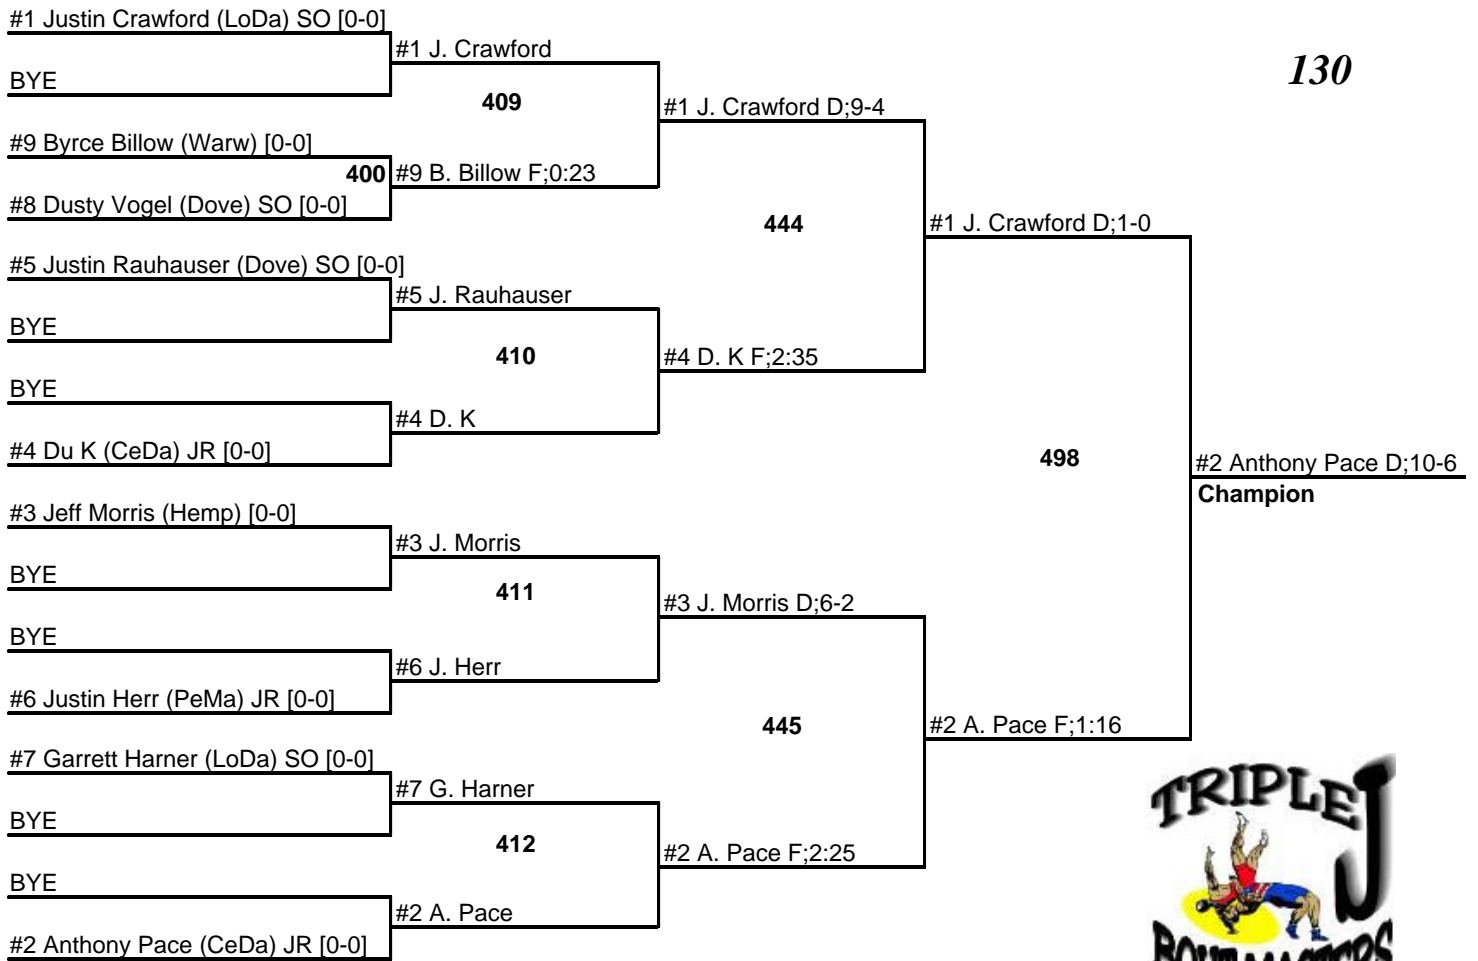 #1 Justin Crawford (LoDa) SO [0-0]
#1 J. Crawford
130
BYE
409
#1 J. Crawford D;9-4
#9 Byrce Billow (Warw) [0-0]
400 #9 B. Billow F;0:23
#8 Dusty Vogel (Dove) SO [0-0]
444
#1 J. Crawford D;1-0
#5 Justin Rauhauser (Dove) SO [0-0]
#5 J. Rauhauser
BYE
410
#4 D. K F;2:35
BYE
#4 D. K
#4 Du K (CeDa) JR [0-0]
498
#2 Anthony Pace D;10-6
Champion
#3 Jeff Morris (Hemp) [0-0]
#3 J. Morris
BYE
411
#3 J. Morris D;6-2
BYE
#6 J. Herr
#6 Justin Herr (PeMa) JR [0-0]
445
#2 A. Pace F;1:16
#7 Garrett Harner (LoDa) SO [0-0]
#7 G. Harner
BYE
412
#2 A. Pace F;2:25
BYE
#2 A. Pace
#2 Anthony Pace (CeDa) JR [0-0]
TRIPLE J
BOUT MASTERS